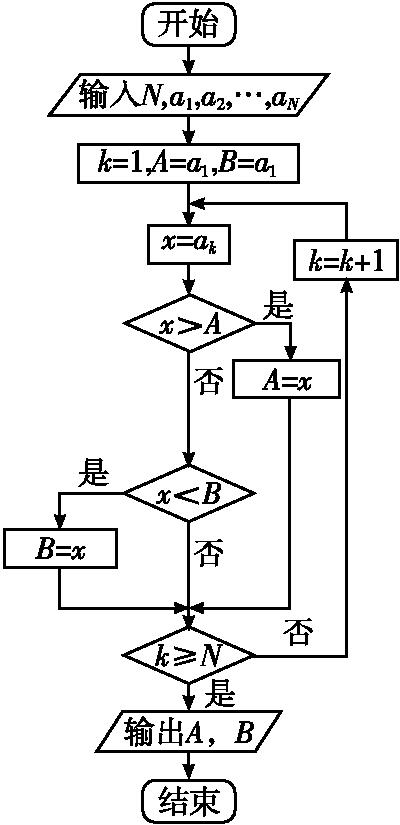 开始
输入N,a₁,a₂,…,a_N
k=1,A=a₁,B=a₁
x=aₖ
k=k+1
x>A
是
否
A=x
x<B
是
否
B=x
k≥N
否
是
输出A，B
结束